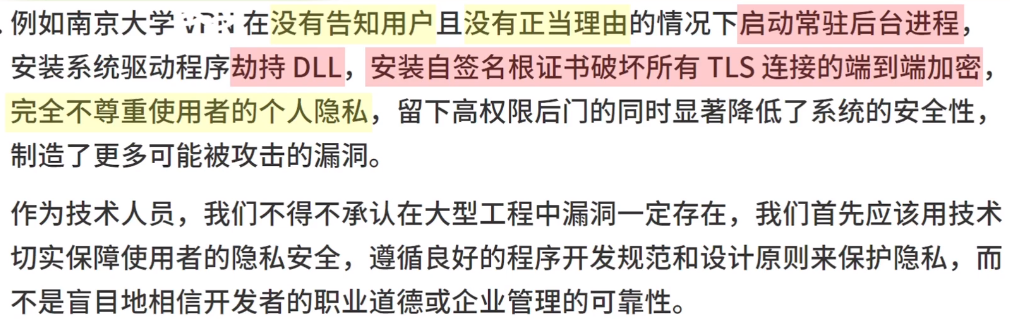 例如南京大学 VPN 在没有告知用户且没有正当理由的情况下启动常驻后台进程，
安装系统驱动程序劫持 DLL，安装自签名根证书破坏所有 TLS 连接的端到端加密，
完全不尊重使用者的个人隐私，留下高权限后门的同时显著降低了系统的安全性，
制造了更多可能被攻击的漏洞。
作为技术人员，我们不得不承认在大型工程中漏洞一定存在，我们首先应该用技术
切实保障使用者的隐私安全，遵循良好的程序开发规范和设计原则来保护隐私，而
不是盲目地相信开发者的职业道德或企业管理的可靠性。